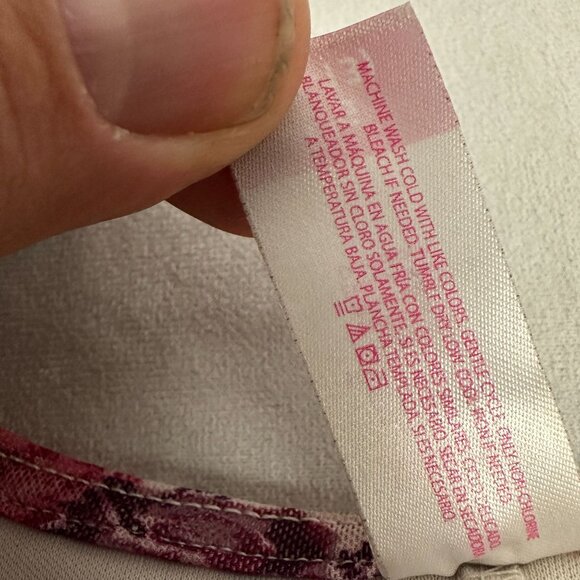 MACHINE WASH COLD WITH LIKE COLORS, GENTLE CYCLE. ONLY NON-CHLORINE
BLEACH IF NEEDED. TUMBLE DRY LOW. COOL IRON IF NEEDED.
LAVAR A MÁQUINA EN AGUA FRIA CON COLORES SIMILARES, CICLO DELICADO.
BLANQUEADOR SIN CLORO SOLAMENTE, SI ES NECESARIO. SECAR EN SECADORA
A TEMPERATURA BAJA. PLANCHA TEMPLADA, SI ES NECESARIO